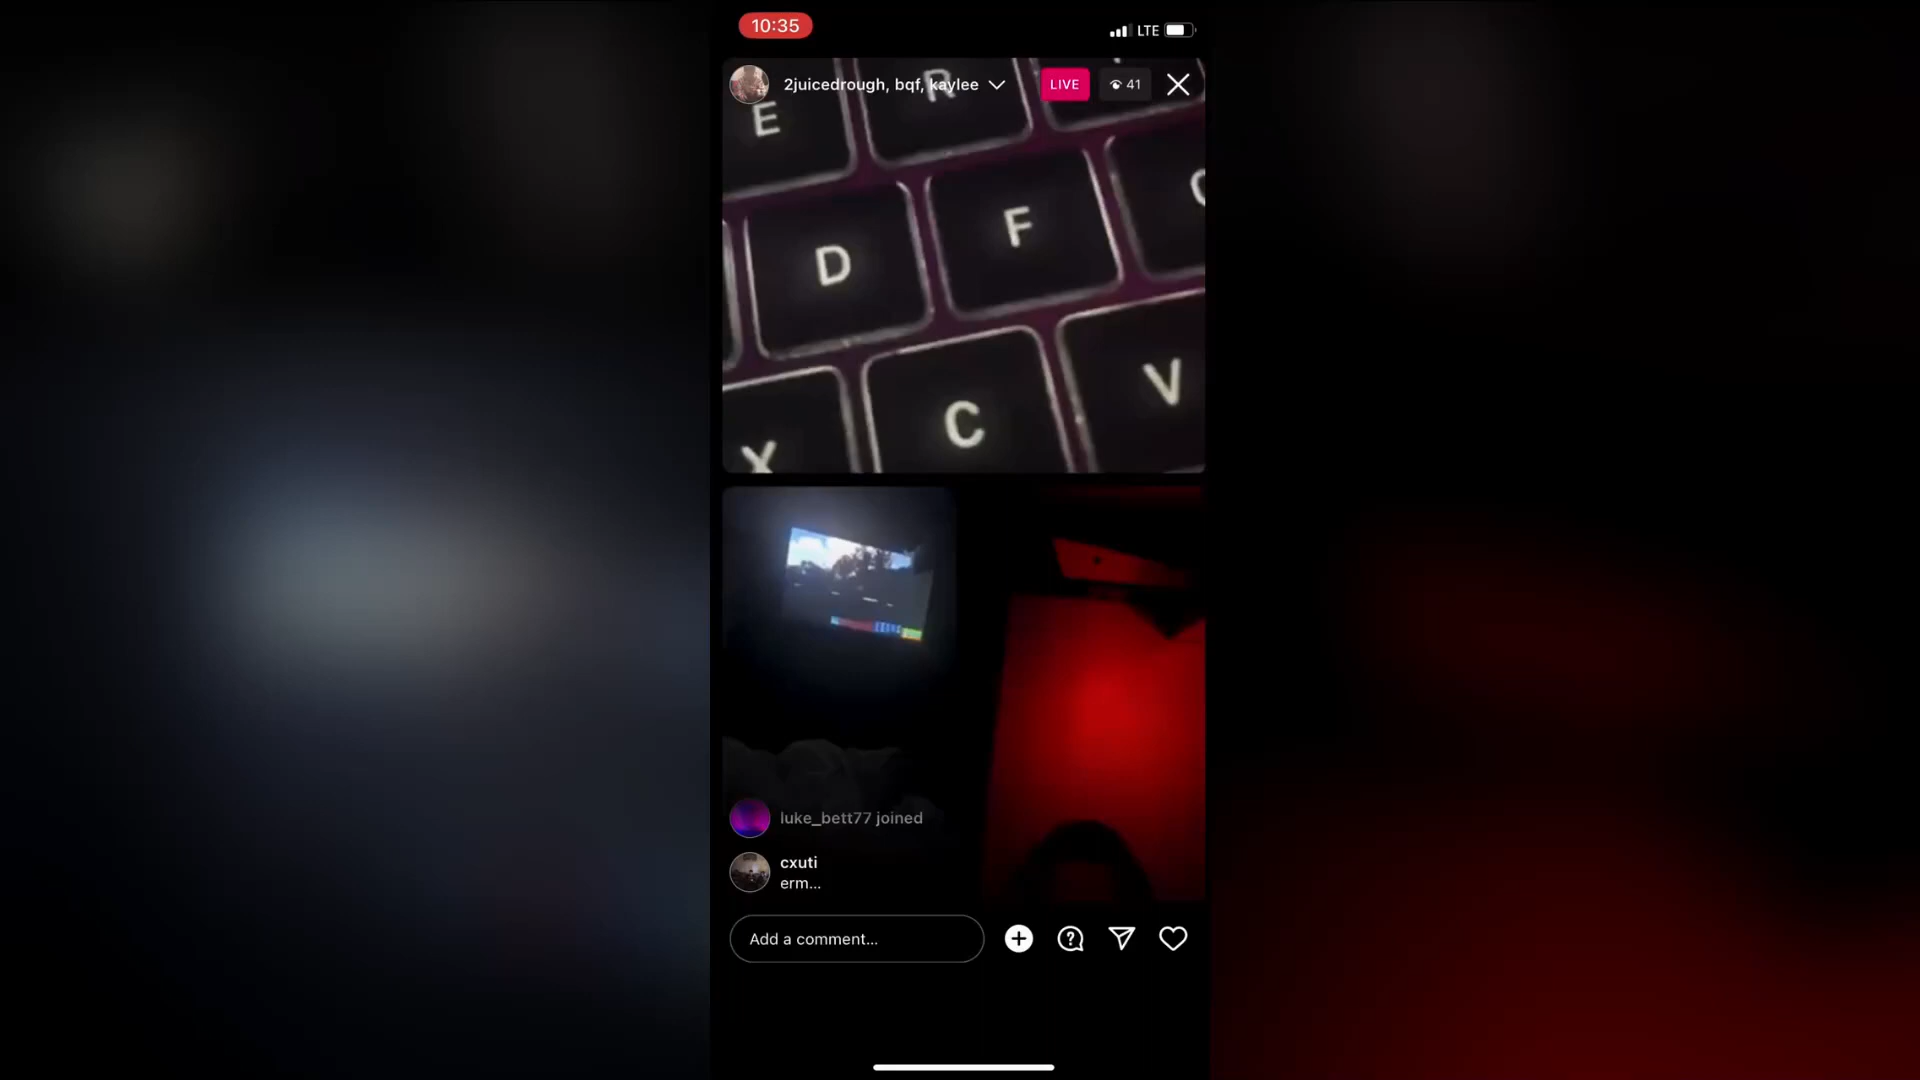 10:35
LTE
2juicedrough, bqf, kaylee
LIVE
41
E
R
D
F
X
C
V
luke_bett77 joined
cxuti
erm...
Add a comment...